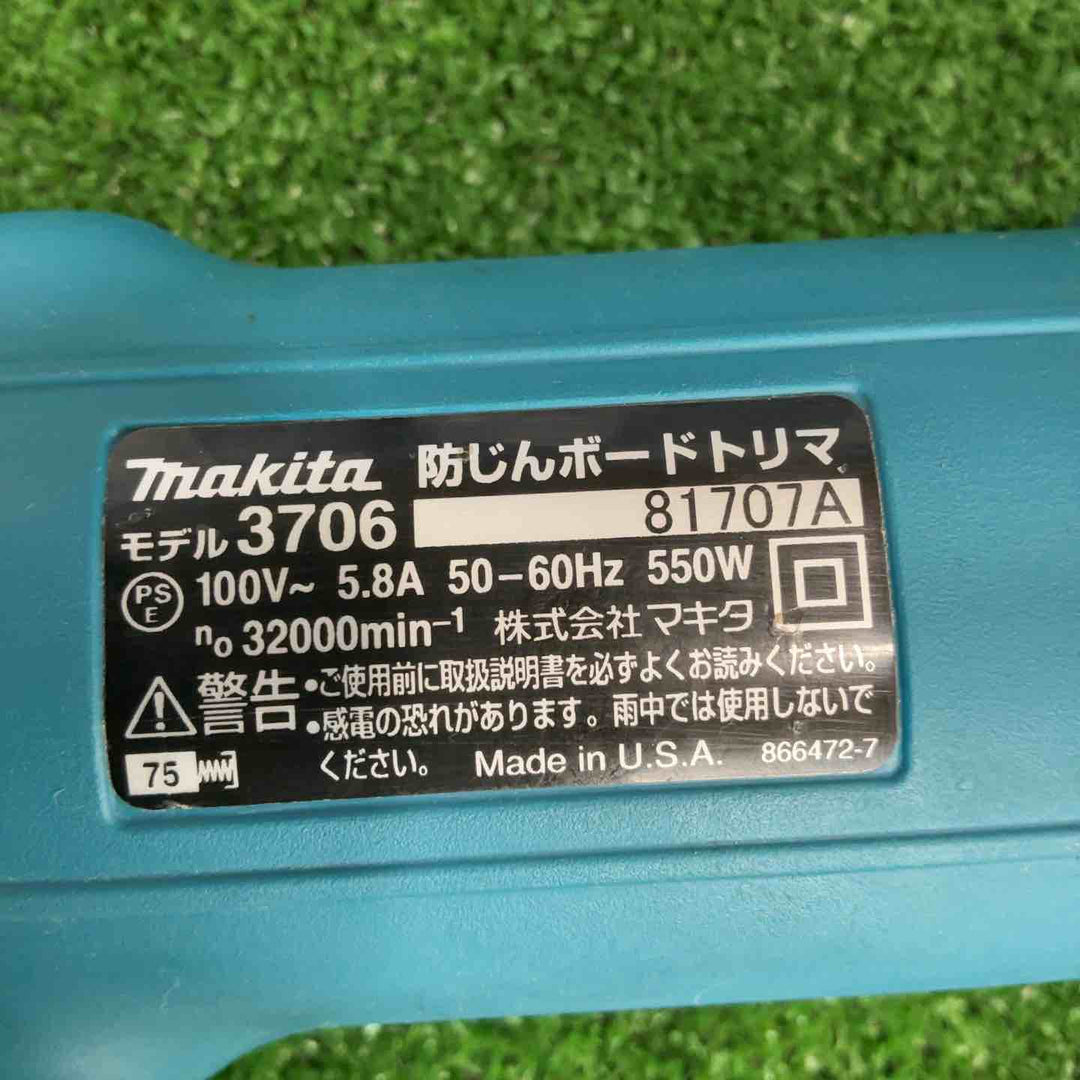 makita 防じんボードトリマ
モデル 3706 81707A
PS E 100V~ 5.8A 50-60Hz 550W
n₀ 32000min⁻¹ 株式会社 マキタ
警告 •ご使用前に取扱説明書を必ずよくお読みください。
•感電の恐れがあります。雨中では使用しないで
ください。 Made in U.S.A. 866472-7
75